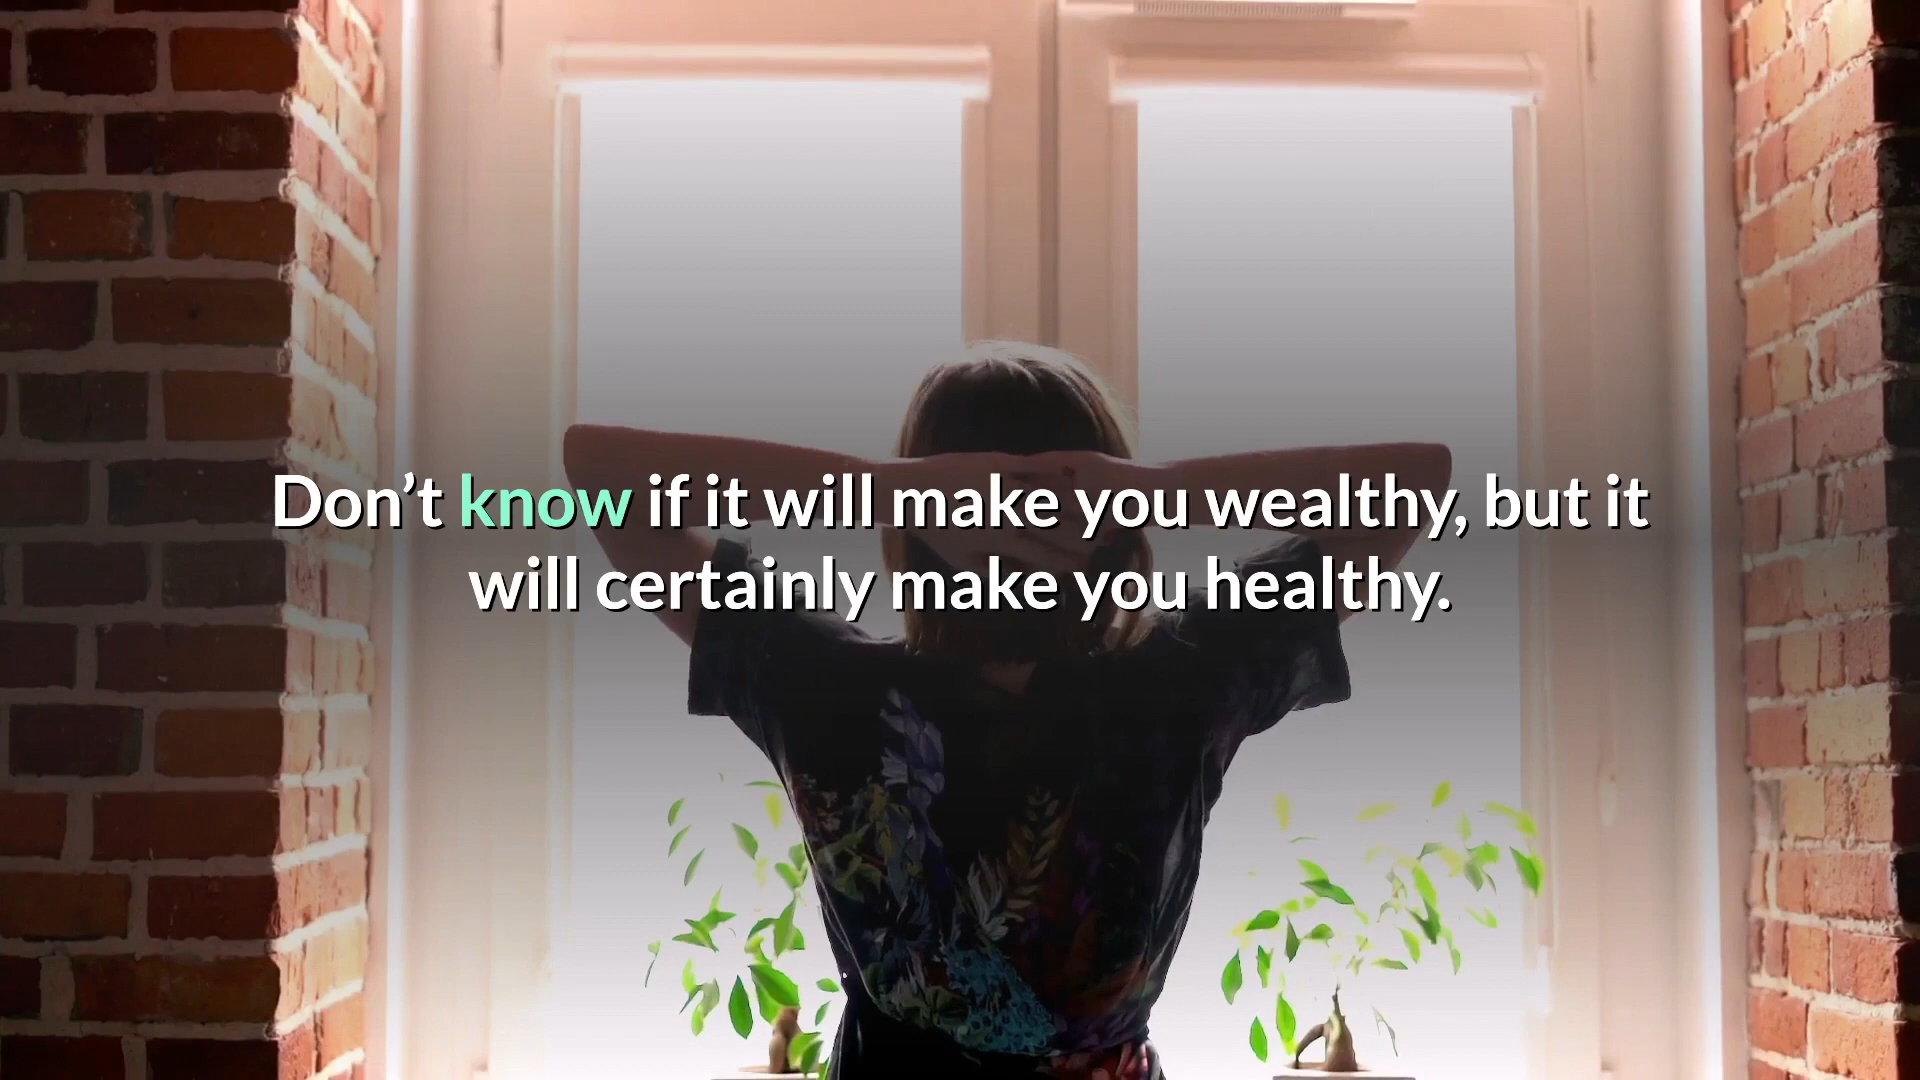 Don’t know if it will make you wealthy, but it
will certainly make you healthy.